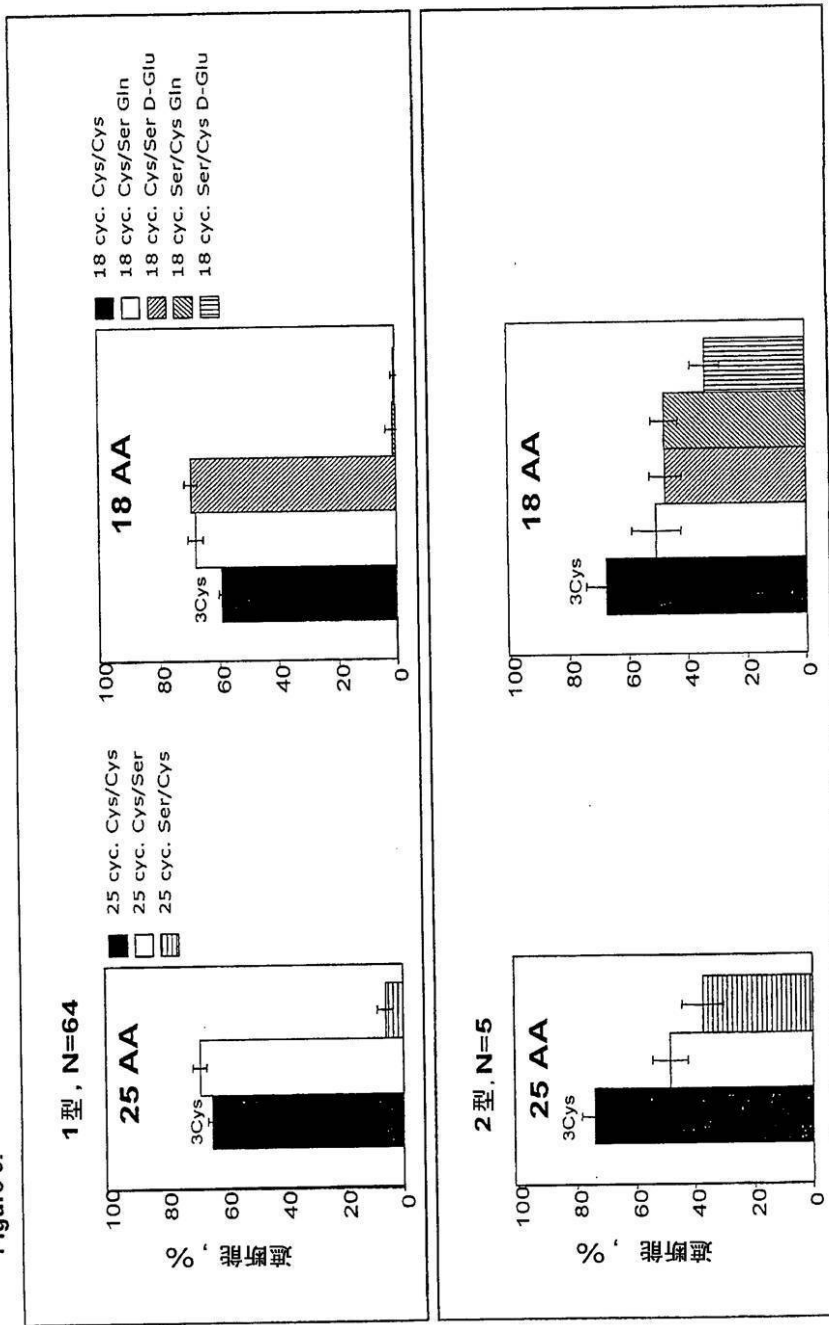 1型, N=64
25 AA
3Cys
100
80
60
40
20
0
遮断能, %
25 cyc. Cys/Cys
25 cyc. Cys/Ser
25 cyc. Ser/Cys
18 AA
3Cys
100
80
60
40
20
0
18 cyc. Cys/Cys
18 cyc. Cys/Ser Gln
18 cyc. Cys/Ser D-Glu
18 cyc. Ser/Cys Gln
18 cyc. Ser/Cys D-Glu
2型, N=5
25 AA
3Cys
100
80
60
40
20
0
遮断能, %
18 AA
3Cys
100
80
60
40
20
0